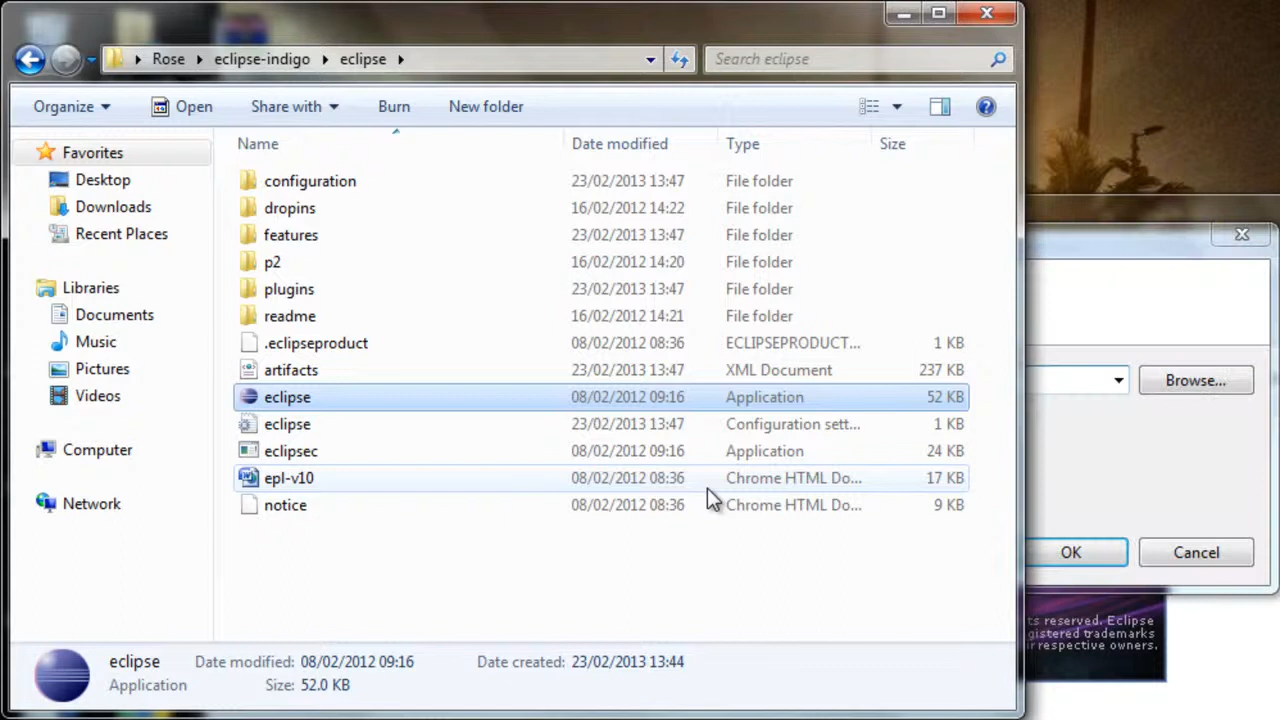 Rose eclipse-indigo eclipse Search eclipse
Organize Open Share with Burn New folder
Name Date modified Type Size
Favorites
Desktop
Downloads
Recent Places
Libraries
Documents
Music
Pictures
Videos
Computer
Network
configuration 23/02/2013 13:47 File folder
dropins 16/02/2012 14:22 File folder
features 23/02/2013 13:47 File folder
p2 16/02/2012 14:20 File folder
plugins 23/02/2013 13:47 File folder
readme 16/02/2012 14:21 File folder
.eclipseproduct 08/02/2012 08:36 ECLIPSEPRODUCT... 1 KB
artifacts 23/02/2013 13:47 XML Document 237 KB
eclipse 08/02/2012 09:16 Application 52 KB
eclipse 23/02/2013 13:47 Configuration sett... 1 KB
eclipsec 08/02/2012 09:16 Application 24 KB
epl-v10 08/02/2012 08:36 Chrome HTML Do... 17 KB
notice 08/02/2012 08:36 Chrome HTML Do... 9 KB
Browse...
OK Cancel
ts reserved. Eclipse
gistered trademarks
ir respective owners.
eclipse Date modified: 08/02/2012 09:16 Date created: 23/02/2013 13:44
Application Size: 52.0 KB